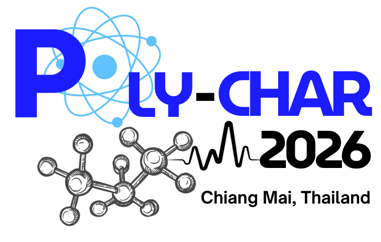 POLY-CHAR
2026
Chiang Mai, Thailand